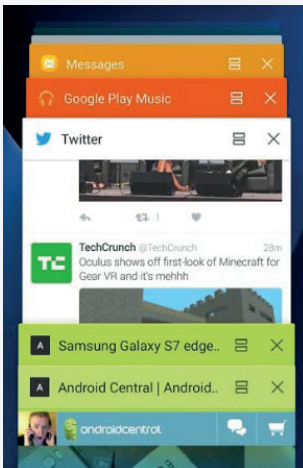 Messages
Google Play Music
Twitter
1
TechCrunch @TechCrunch 28m
Oculus shows off first-look of Minecraft for
Gear VR and it's mehhh
TC
A Samsung Galaxy S7 edge..
A Android Central | Android..
androidcentral